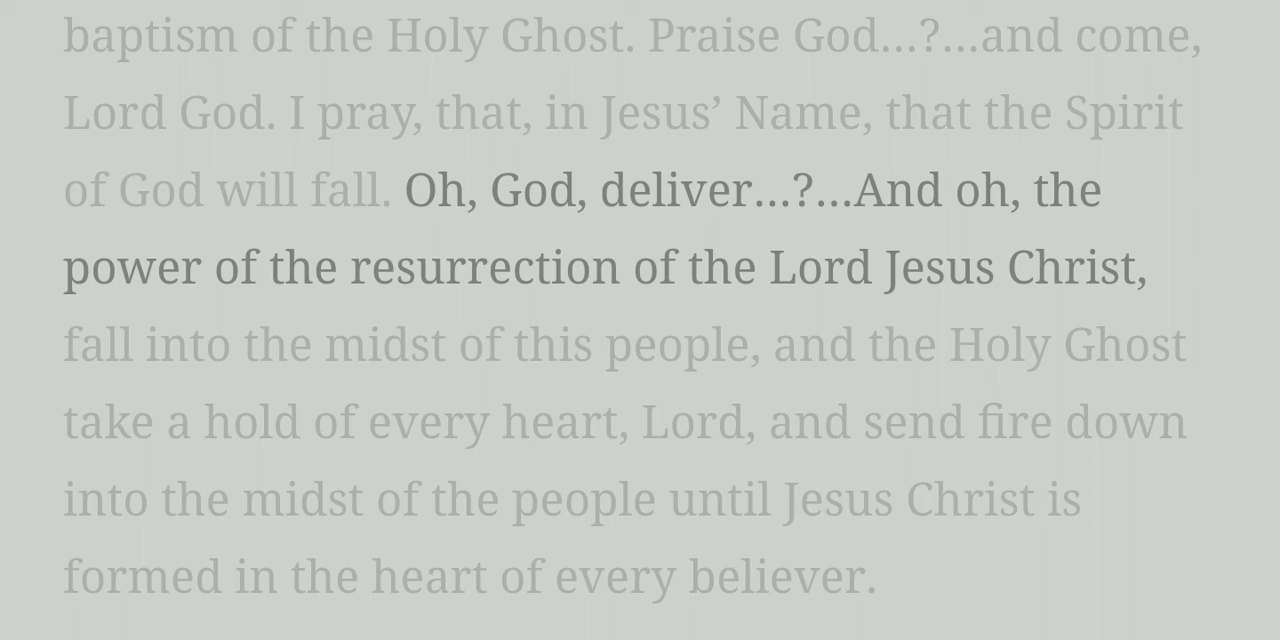 baptism of the Holy Ghost. Praise God...?...and come,
Lord God. I pray, that, in Jesus’ Name, that the Spirit
of God will fall. Oh, God, deliver...?...And oh, the
power of the resurrection of the Lord Jesus Christ,
fall into the midst of this people, and the Holy Ghost
take a hold of every heart, Lord, and send fire down
into the midst of the people until Jesus Christ is
formed in the heart of every believer.